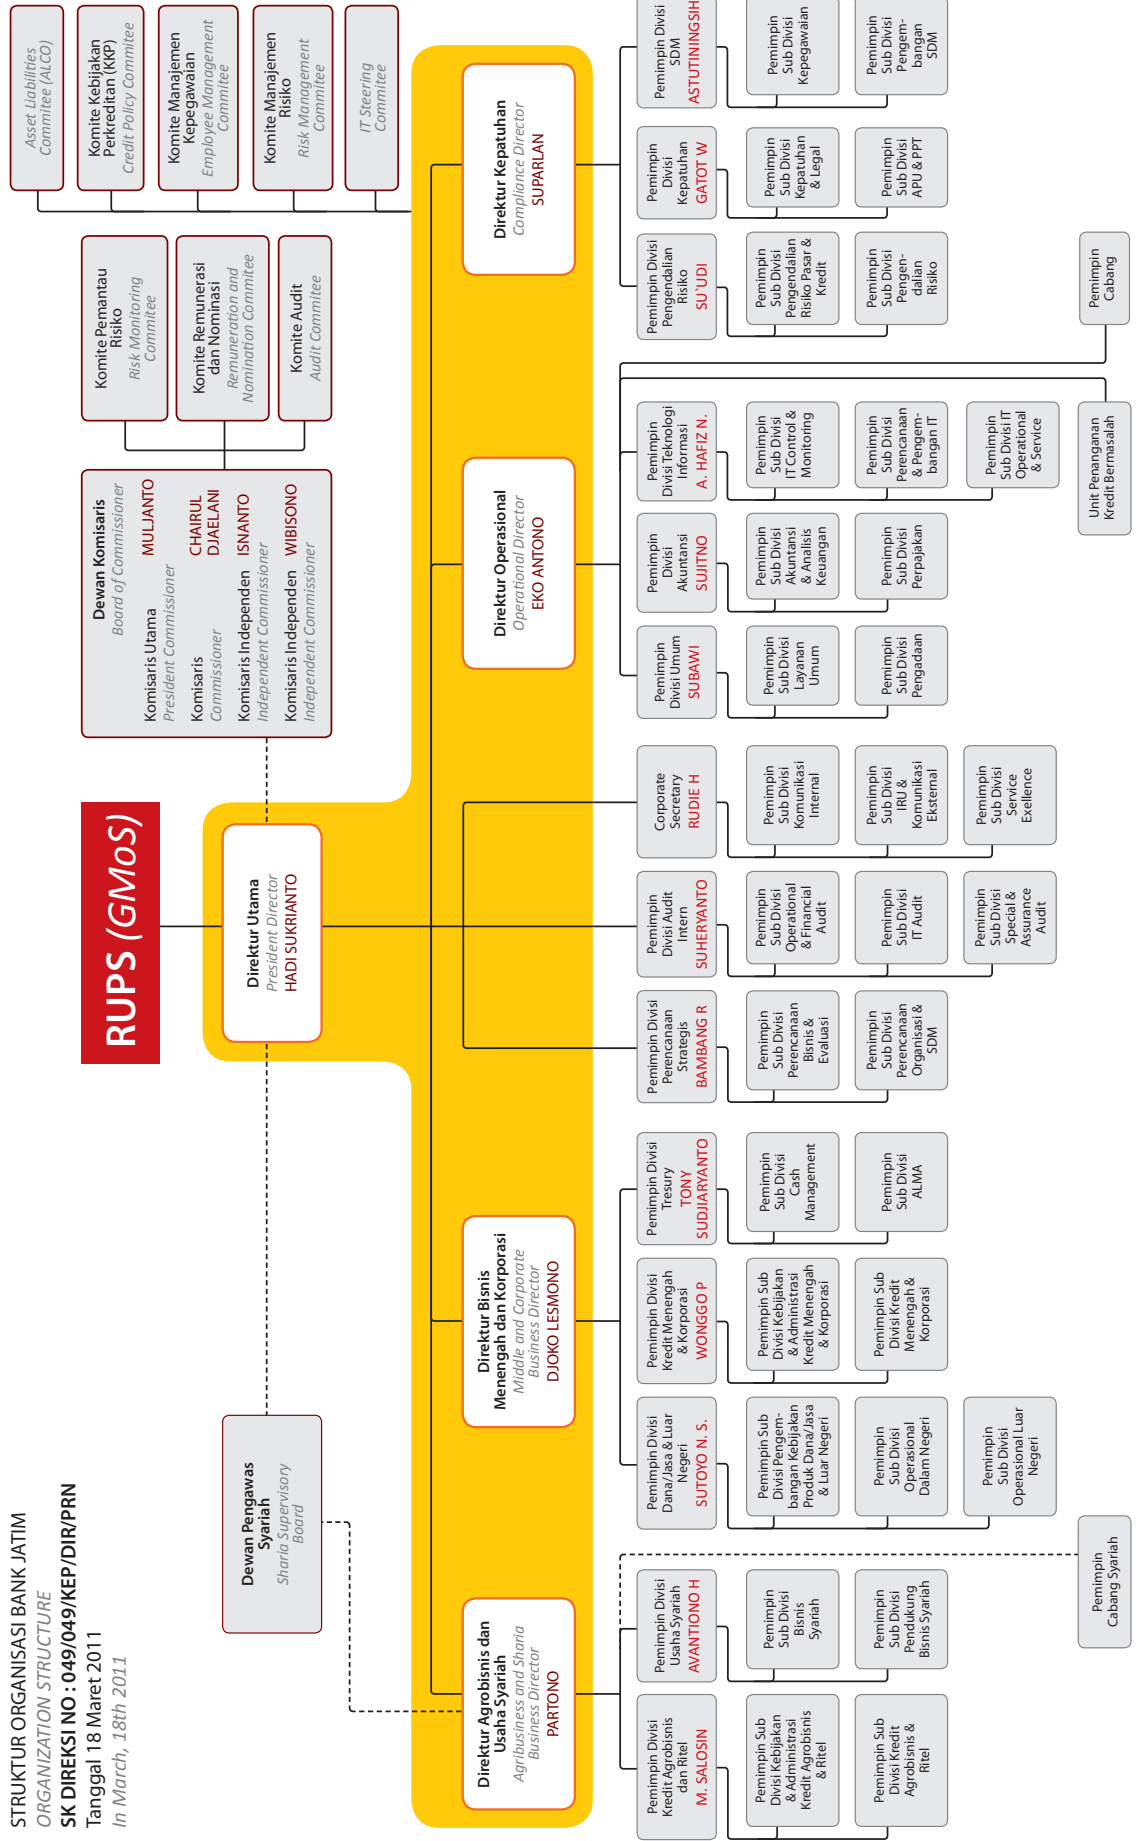 STRUKTUR ORGANISASI BANK JATIM
ORGANIZATION STRUCTURE
SK DIREKSI NO : 049/049/KEP/DIR/PRN
Tanggal 18 Maret 2011
In March, 18th 2011
RUPS (GMoS)
Dewan Pengawas
Syariah
Sharia Supervisory
Board
Direktur Utama
President Director
HADI SUKRIANTO
Dewan Komisaris
Board of Commissioner
Komisaris Utama MULJANTO
President Commissioner
Komisaris CHAIRUL
Commissioner DJAELANI
Komisaris Independen ISNANTO
Independent Commissioner
Komisaris Independen WIBISONO
Independent Commissioner
Komite Pemantau
Risiko
Risk Monitoring
Commitee
Komite Remunerasi
dan Nominasi
Remuneration and
Nomination Commitee
Komite Audit
Audit Commitee
Asset Liabilities
Committee (ALCO)
Komite Kebijakan
Perkreditan (KKP)
Credit Policy Commitee
Komite Manajemen
Kepegawaian
Employee Management
Commitee
Komite Manajemen
Risiko
Risk Management
Commitee
IT Steering
Commitee
Direktur Agrobisnis dan
Usaha Syariah
Agribusiness and Sharia
Business Director
PARTONO
Direktur Bisnis
Menengah dan Korporasi
Middle and Corporate
Business Director
DJOKO LESMONO
Direktur Operasional
Operational Director
EKO ANTONO
Direktur Kepatuhan
Compliance Director
SUPARLAN
Pemimpin Divisi
Kredit Agrobisnis
dan Ritel
M. SALOSIN
Pemimpin Sub
Divisi Kebijakan
& Administrasi
Kredit Agrobisnis
& Ritel
Pemimpin Sub
Divisi Kredit
Agrobisnis &
Ritel
Pemimpin Divisi
Usaha Syariah
AVANTIONO H
Pemimpin
Sub Divisi
Bisnis
Syariah
Pemimpin
Sub Divisi
Pendukung
Bisnis Syariah
Pemimpin
Cabang Syariah
Pemimpin Divisi
Dana/Jasa & Luar
Negeri
SUTOYO N. S.
Pemimpin Sub
Divisi Pengem-
bangan Kebijakan
Produk Dana/Jasa
& Luar Negeri
Pemimpin
Sub Divisi
Operasional
Dalam Negeri
Pemimpin
Sub Divisi
Operasional Luar
Negeri
Pemimpin Divisi
Kredit Menengah
& Korporasi
WONGGO P
Pemimpin Sub
Divisi Kebijakan
& Administrasi
Kredit Menengah
& Korporasi
Pemimpin Sub
Divisi Kredit
Menengah &
Korporasi
Pemimpin Divisi
Tresury
TONY
SUDJIARYANTO
Pemimpin
Sub Divisi
Cash
Management
Pemimpin
Sub Divisi
ALMA
Pemimpin Divisi
Perencanaan
Strategis
BAMBANG R
Pemimpin
Sub Divisi
Perencanaan
Bisnis &
Evaluasi
Pemimpin
Sub Divisi
Perencanaan
Organisasi &
SDM
Pemimpin
Divisi Audit
Intern
SUHERYANTO
Pemimpin
Sub Divisi
Operational
& Financial
Audit
Pemimpin
Sub Divisi
IT Audit
Pemimpin
Sub Divisi
Special &
Assurance
Audit
Corporate
Secretary
RUDIE H
Pemimpin
Sub Divisi
Komunikasi
Internal
Pemimpin
Sub Divisi
IRU &
Komunikasi
Eksternal
Pemimpin
Sub Divisi
Service
Exellence
Pemimpin
Divisi Umum
SUBAWI
Pemimpin
Sub Divisi
Layanan
Umum
Pemimpin
Sub Divisi
Pengadaan
Pemimpin
Divisi
Akuntansi
SUJITNO
Pemimpin
Sub Divisi
Akuntansi
& Analisis
Keuangan
Pemimpin
Sub Divisi
Perpajakan
Pemimpin
Divisi Teknologi
Informasi
A. HAFIZ N.
Pemimpin
Sub Divisi
IT Control &
Monitoring
Pemimpin
Sub Divisi
Perencanaan
& Pengem-
bangan IT
Pemimpin
Sub Divisi IT
Operational
& Service
Unit Penanganan
Kredit Bermasalah
Pemimpin
Cabang
Pemimpin Divisi
Pengendalian
Risiko
SU`UDI
Pemimpin
Sub Divisi
Pengendalian
Risiko Pasar &
Kredit
Pemimpin
Sub Divisi
Pengen-
dalian
Risiko
Pemimpin
Divisi
Kepatuhan
GATOT W
Pemimpin
Sub Divisi
Kepatuhan
& Legal
Pemimpin
Sub Divisi
APU & PPT
Pemimpin Divisi
SDM
ASTUTININGSIH
Pemimpin
Sub Divisi
Kepegawaian
Pemimpin
Sub Divisi
Pengem-
bangan
SDM